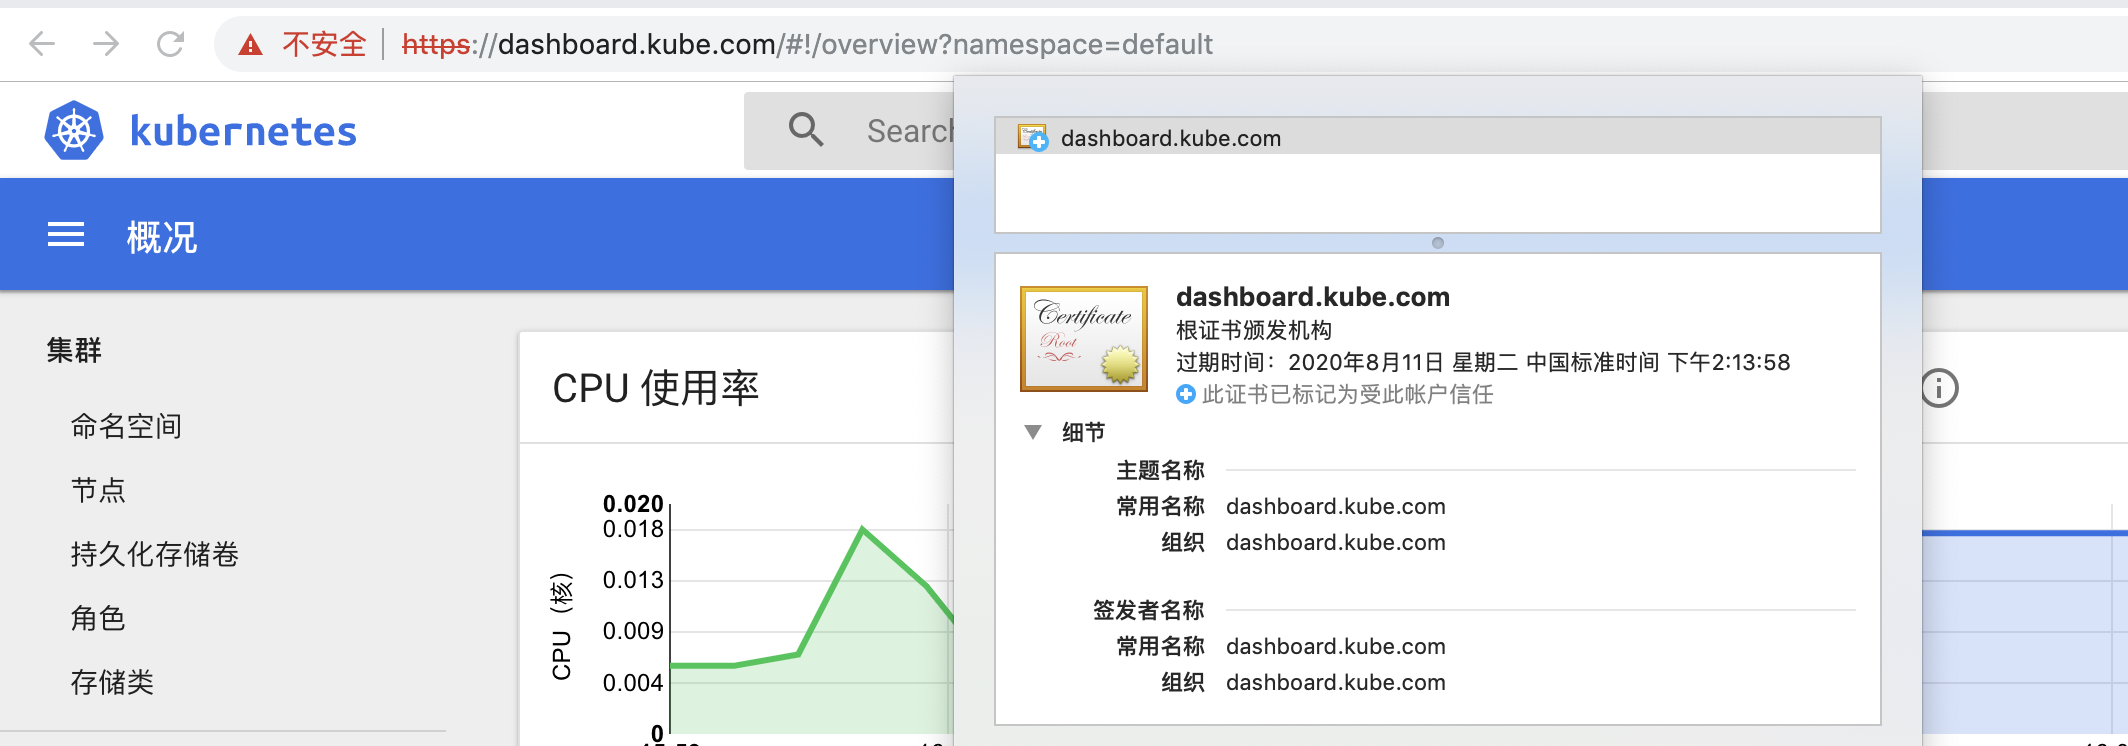 不安全 https://dashboard.kube.com/#!/overview?namespace=default
kubernetes
Search
概况
集群
命名空间
节点
持久化存储卷
角色
存储类
CPU 使用率
CPU（核）
0.020
0.018
0.013
0.009
0.004
0
dashboard.kube.com
Certificate
Root
dashboard.kube.com
根证书颁发机构
过期时间：2020年8月11日 星期二 中国标准时间 下午2:13:58
此证书已标记为受此帐户信任
细节
主题名称
常用名称 dashboard.kube.com
组织 dashboard.kube.com
签发者名称
常用名称 dashboard.kube.com
组织 dashboard.kube.com